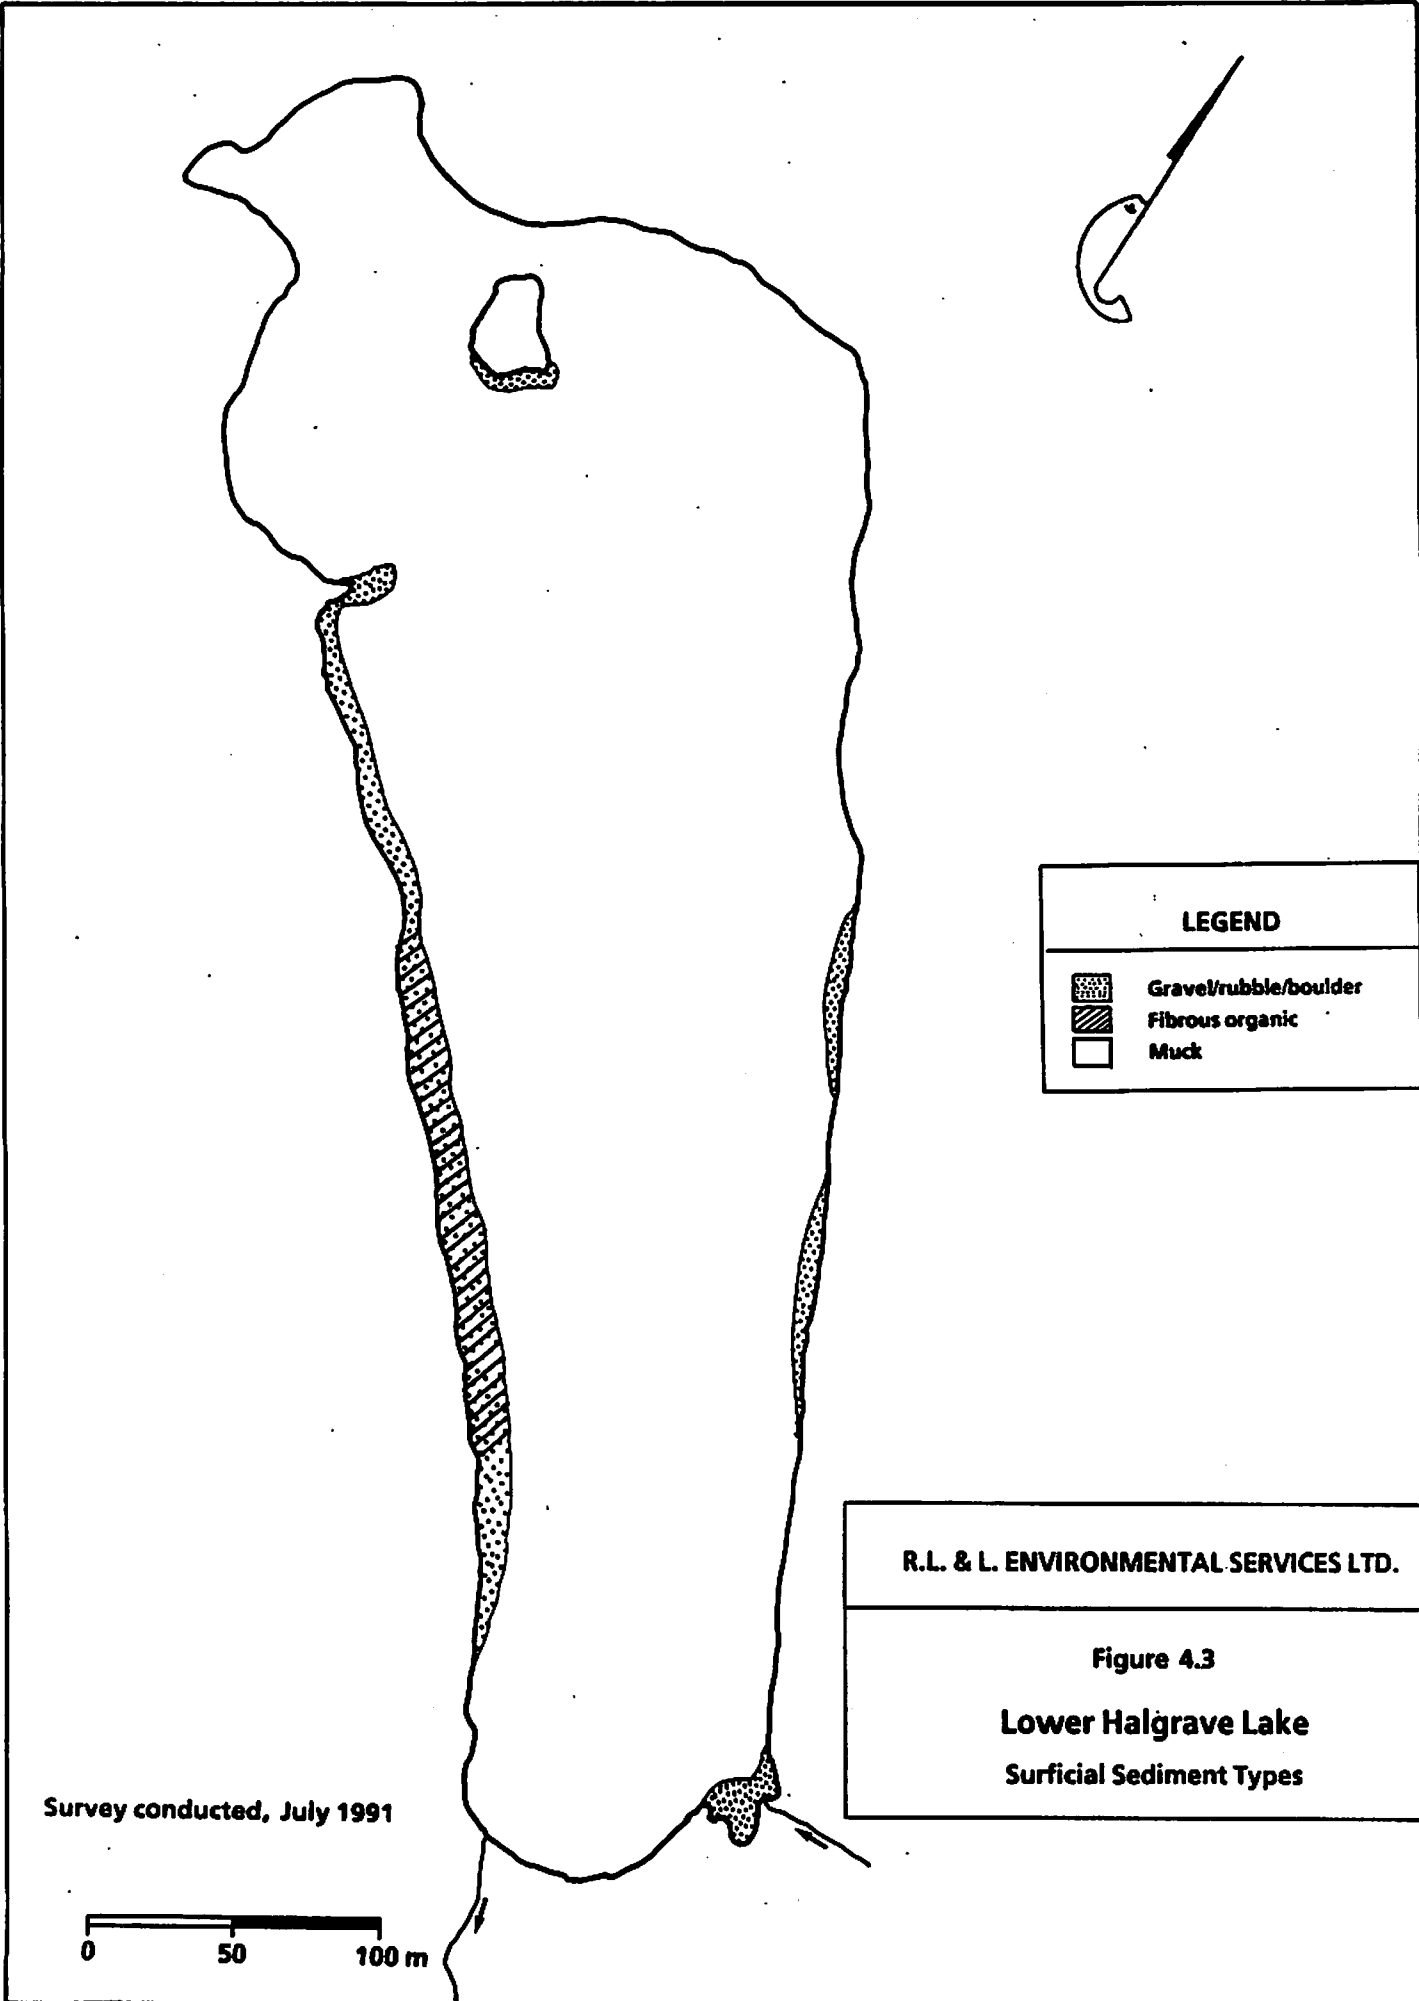 LEGEND
Gravel/rubble/boulder
Fibrous organic
Muck
R.L. & L. ENVIRONMENTAL SERVICES LTD.
Figure 4.3
Lower Halgrave Lake
Surficial Sediment Types
Survey conducted, July 1991
0 50 100 m